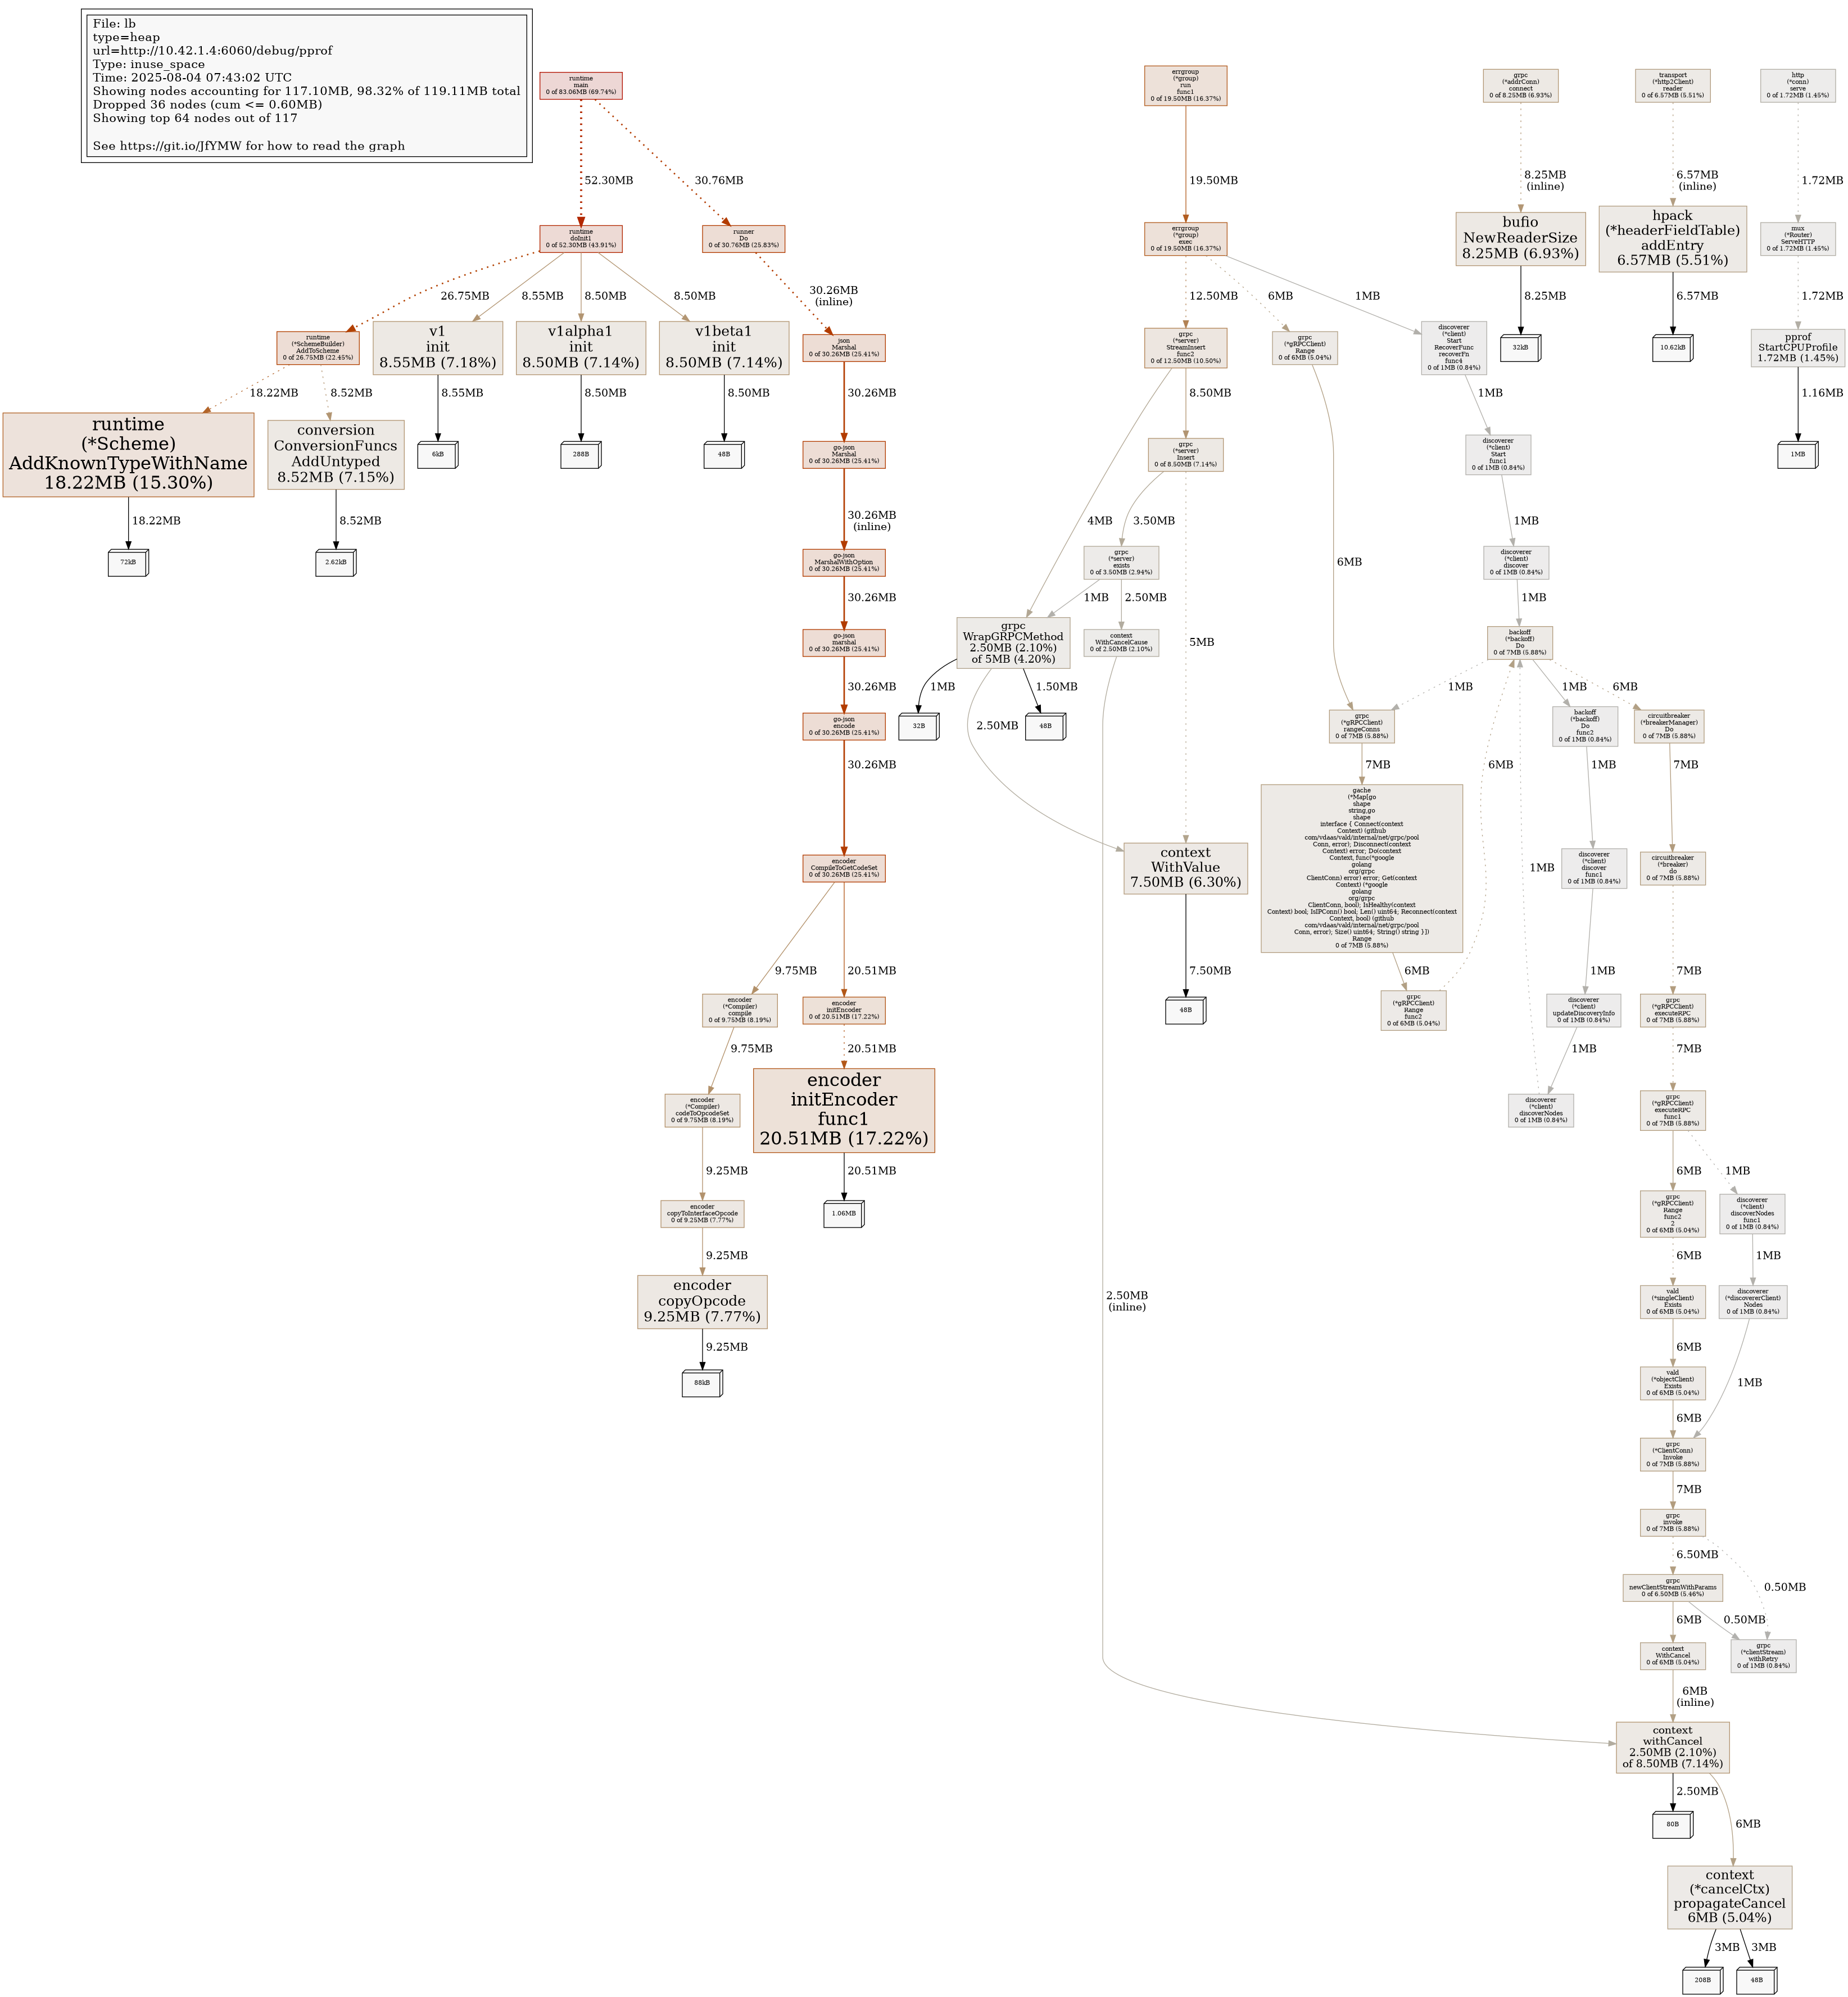 File: lb
type=heap
url=http://10.42.1.4:6060/debug/pprof
Type: inuse_space
Time: 2025-08-04 07:43:02 UTC
Showing nodes accounting for 117.10MB, 98.32% of 119.11MB total
Dropped 36 nodes (cum <= 0.60MB)
Showing top 64 nodes out of 117
See https://git.io/JfYMW for how to read the graph
runtime
main
0 of 83.06MB (69.74%)
52.30MB
30.76MB
runtime
doInit1
0 of 52.30MB (43.91%)
runner
Do
0 of 30.76MB (25.83%)
26.75MB
8.55MB
8.50MB
8.50MB
30.26MB
(inline)
runtime
(*SchemeBuilder)
AddToScheme
0 of 26.75MB (22.45%)
v1
init
8.55MB (7.18%)
v1alpha1
init
8.50MB (7.14%)
v1beta1
init
8.50MB (7.14%)
json
Marshal
0 of 30.26MB (25.41%)
18.22MB
8.52MB
8.55MB
8.50MB
8.50MB
30.26MB
runtime
(*Scheme)
AddKnownTypeWithName
18.22MB (15.30%)
conversion
ConversionFuncs
AddUntyped
8.52MB (7.15%)
6kB
288B
48B
go-json
Marshal
0 of 30.26MB (25.41%)
18.22MB
8.52MB
30.26MB
(inline)
72kB
2.62kB
go-json
MarshalWithOption
0 of 30.26MB (25.41%)
30.26MB
go-json
marshal
0 of 30.26MB (25.41%)
30.26MB
go-json
encode
0 of 30.26MB (25.41%)
30.26MB
encoder
CompileToGetCodeSet
0 of 30.26MB (25.41%)
9.75MB
20.51MB
encoder
(*Compiler)
compile
0 of 9.75MB (8.19%)
encoder
initEncoder
0 of 20.51MB (17.22%)
9.75MB
20.51MB
encoder
(*Compiler)
codeToOpcodeSet
0 of 9.75MB (8.19%)
encoder
initEncoder
func1
20.51MB (17.22%)
9.25MB
20.51MB
encoder
copyToInterfaceOpcode
0 of 9.25MB (7.77%)
1.06MB
9.25MB
encoder
copyOpcode
9.25MB (7.77%)
9.25MB
88kB
errgroup
(*group)
run
func1
0 of 19.50MB (16.37%)
19.50MB
errgroup
(*group)
exec
0 of 19.50MB (16.37%)
12.50MB
6MB
1MB
grpc
(*server)
StreamInsert
func2
0 of 12.50MB (10.50%)
grpc
(*gRPCClient)
Range
0 of 6MB (5.04%)
discoverer
(*client)
Start
RecoverFunc
recoverFn
func4
0 of 1MB (0.84%)
4MB
8.50MB
6MB
1MB
grpc
(*server)
Insert
0 of 8.50MB (7.14%)
discoverer
(*client)
Start
func1
0 of 1MB (0.84%)
3.50MB
5MB
1MB
grpc
(*server)
exists
0 of 3.50MB (2.94%)
discoverer
(*client)
discover
0 of 1MB (0.84%)
1MB
2.50MB
1MB
grpc
WrapGRPCMethod
2.50MB (2.10%)
of 5MB (4.20%)
context
WithCancelCause
0 of 2.50MB (2.10%)
backoff
(*backoff)
Do
0 of 7MB (5.88%)
1MB
2.50MB
1.50MB
1MB
1MB
6MB
32B
48B
grpc
(*gRPCClient)
rangeConns
0 of 7MB (5.88%)
backoff
(*backoff)
Do
func2
0 of 1MB (0.84%)
circuitbreaker
(*breakerManager)
Do
0 of 7MB (5.88%)
7MB
6MB
1MB
7MB
gache
(*Map[go
shape
string,go
shape
interface { Connect(context
Context) (github
com/vdaas/vald/internal/net/grpc/pool
Conn, error); Disconnect(context
Context) error; Do(context
Context, func(*google
golang
org/grpc
ClientConn) error) error; Get(context
Context) (*google
golang
org/grpc
ClientConn, bool); IsHealthy(context
Context) bool; IsIPConn() bool; Len() uint64; Reconnect(context
Context, bool) (github
com/vdaas/vald/internal/net/grpc/pool
Conn, error); Size() uint64; String() string }])
Range
0 of 7MB (5.88%)
context
WithValue
7.50MB (6.30%)
1MB
discoverer
(*client)
discover
func1
0 of 1MB (0.84%)
circuitbreaker
(*breaker)
do
0 of 7MB (5.88%)
7.50MB
6MB
1MB
7MB
48B
grpc
(*gRPCClient)
Range
func2
0 of 6MB (5.04%)
discoverer
(*client)
updateDiscoveryInfo
0 of 1MB (0.84%)
grpc
(*gRPCClient)
executeRPC
0 of 7MB (5.88%)
1MB
7MB
discoverer
(*client)
discoverNodes
0 of 1MB (0.84%)
grpc
(*gRPCClient)
executeRPC
func1
0 of 7MB (5.88%)
6MB
1MB
grpc
(*gRPCClient)
Range
func2
2
0 of 6MB (5.04%)
discoverer
(*client)
discoverNodes
func1
0 of 1MB (0.84%)
6MB
1MB
vald
(*singleClient)
Exists
0 of 6MB (5.04%)
discoverer
(*discovererClient)
Nodes
0 of 1MB (0.84%)
2.50MB
(inline)
6MB
1MB
vald
(*objectClient)
Exists
0 of 6MB (5.04%)
6MB
grpc
(*ClientConn)
Invoke
0 of 7MB (5.88%)
7MB
grpc
invoke
0 of 7MB (5.88%)
6.50MB
0.50MB
grpc
newClientStreamWithParams
0 of 6.50MB (5.46%)
6MB
0.50MB
context
WithCancel
0 of 6MB (5.04%)
grpc
(*clientStream)
withRetry
0 of 1MB (0.84%)
6MB
(inline)
context
withCancel
2.50MB (2.10%)
of 8.50MB (7.14%)
2.50MB
6MB
80B
context
(*cancelCtx)
propagateCancel
6MB (5.04%)
3MB
3MB
208B
48B
grpc
(*addrConn)
connect
0 of 8.25MB (6.93%)
8.25MB
(inline)
bufio
NewReaderSize
8.25MB (6.93%)
8.25MB
32kB
transport
(*http2Client)
reader
0 of 6.57MB (5.51%)
6.57MB
(inline)
hpack
(*headerFieldTable)
addEntry
6.57MB (5.51%)
6.57MB
10.62kB
http
(*conn)
serve
0 of 1.72MB (1.45%)
1.72MB
mux
(*Router)
ServeHTTP
0 of 1.72MB (1.45%)
1.72MB
pprof
StartCPUProfile
1.72MB (1.45%)
1.16MB
1MB